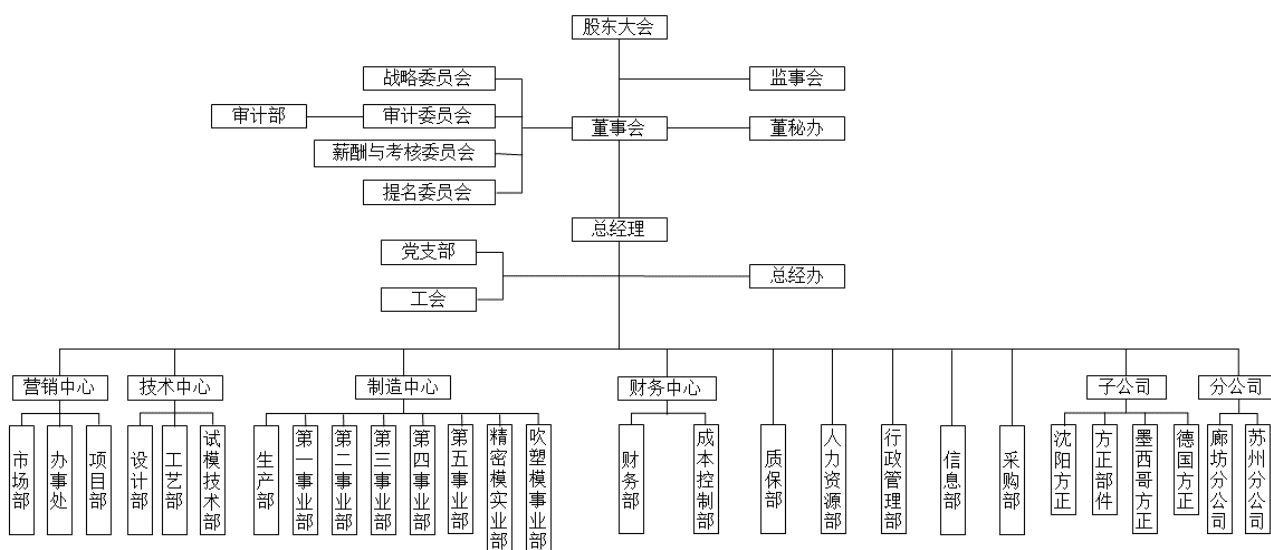 股东大会
战略委员会
监事会
审计部
审计委员会
董事会
董秘办
薪酬与考核委员会
提名委员会
总经理
党支部
总经办
工会
营销中心
技术中心
制造中心
财务中心
子公司
分公司
市场部
办事处
项目部
设计部
工艺部
试模技术部
生产部
第一事业部
第二事业部
第三事业部
第四事业部
第五事业部
精密模实业部
吹塑模事业部
财务部
成本控制部
质保部
人力资源部
行政管理部
信息部
采购部
沈阳方正
方正部件
墨西哥方正
德国方正
廊坊分公司
苏州分公司